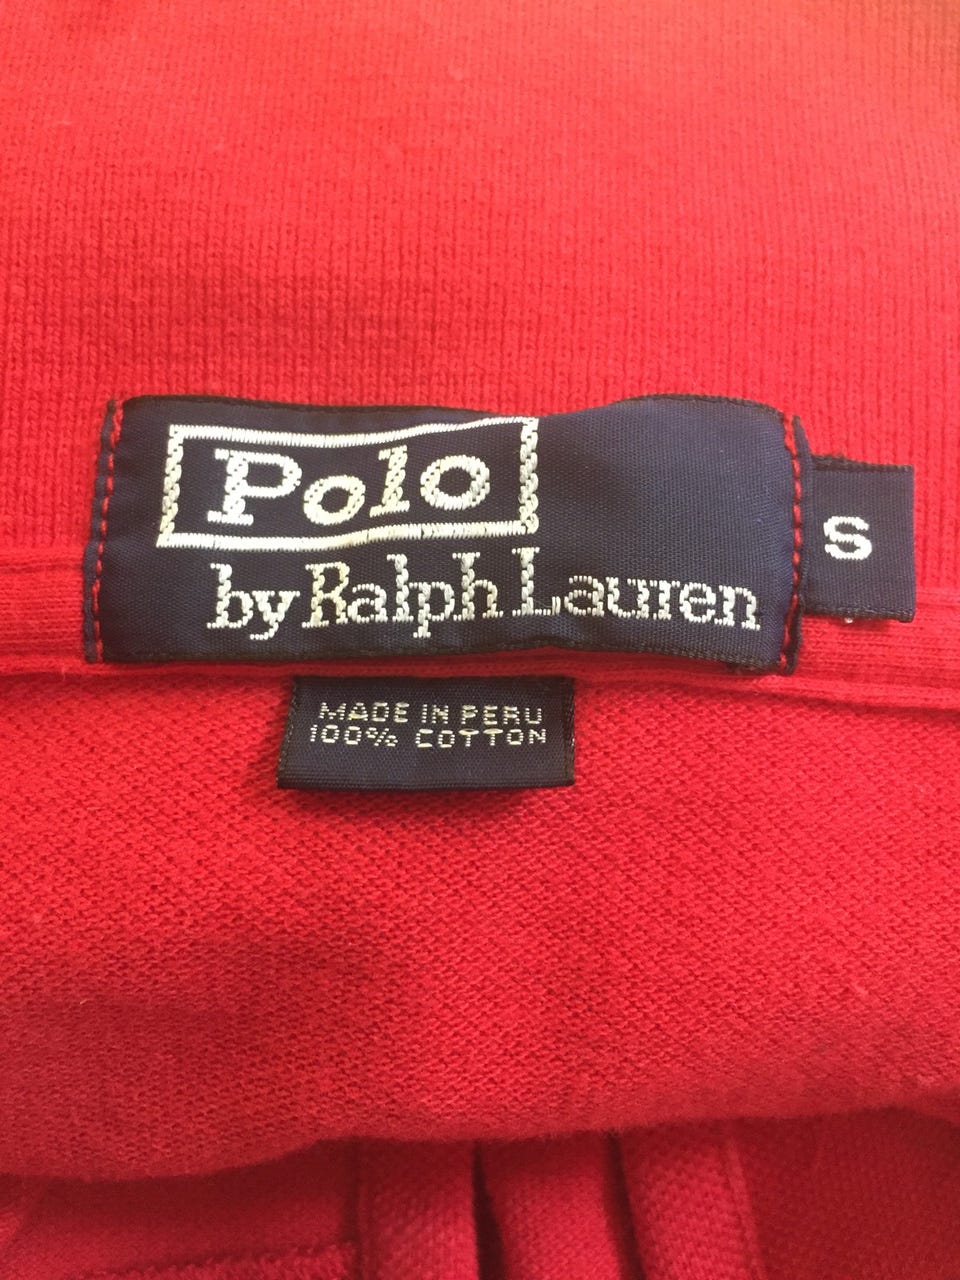 Polo
by Ralph Lauren
S
MADE IN PERU
100% COTTON